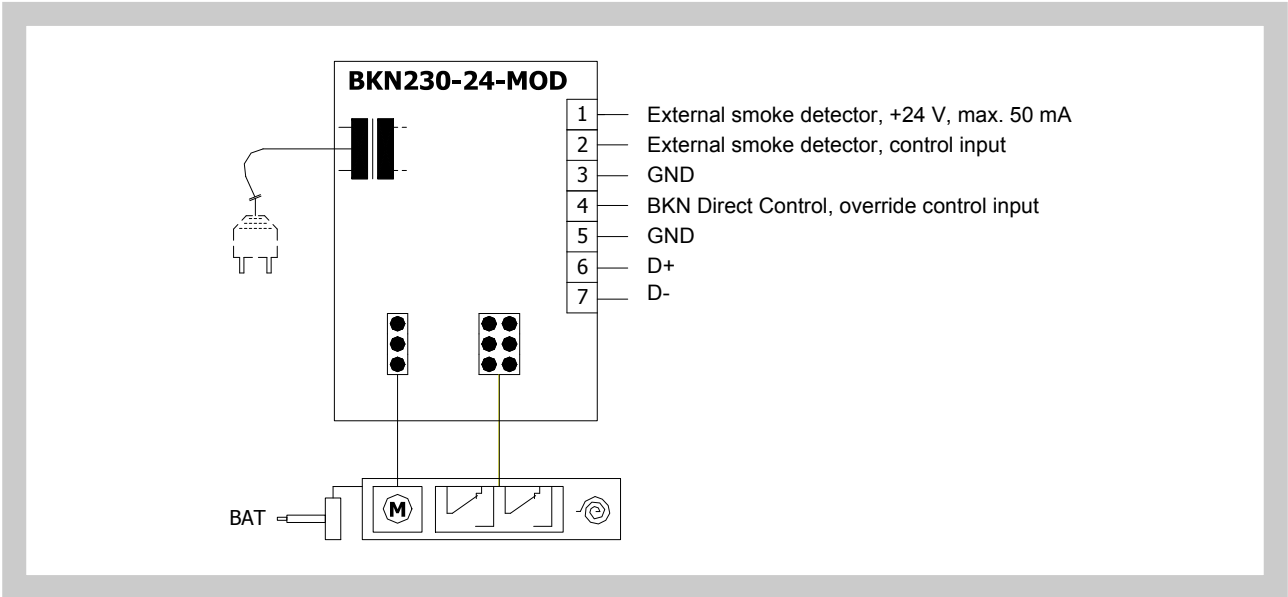 BKN230-24-MOD
1 External smoke detector, +24 V, max. 50 mA
2 External smoke detector, control input
3 GND
4 BKN Direct Control, override control input
5 GND
6 D+
7 D-
BAT
M